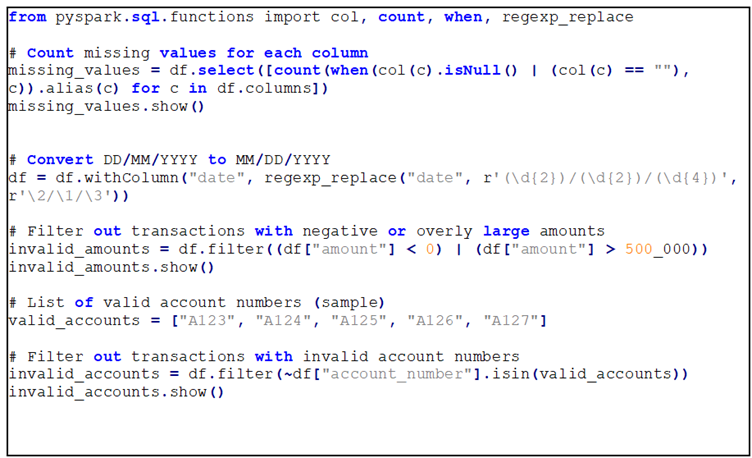 from pyspark.sql.functions import col, count, when, regexp_replace
# Count missing values for each column
missing_values = df.select([count(when(col(c).isNull() | (col(c) == ""),
c)).alias(c) for c in df.columns])
missing_values.show()
# Convert DD/MM/YYYY to MM/DD/YYYY
df = df.withColumn("date", regexp_replace("date", r'(\d{2})/(\d{2})/(\d{4})',
r'\2/\1/\3'))
# Filter out transactions with negative or overly large amounts
invalid_amounts = df.filter((df["amount"] < 0) | (df["amount"] > 500_000))
invalid_amounts.show()
# List of valid account numbers (sample)
valid_accounts = ["A123", "A124", "A125", "A126", "A127"]
# Filter out transactions with invalid account numbers
invalid_accounts = df.filter(~df["account_number"].isin(valid_accounts))
invalid_accounts.show()